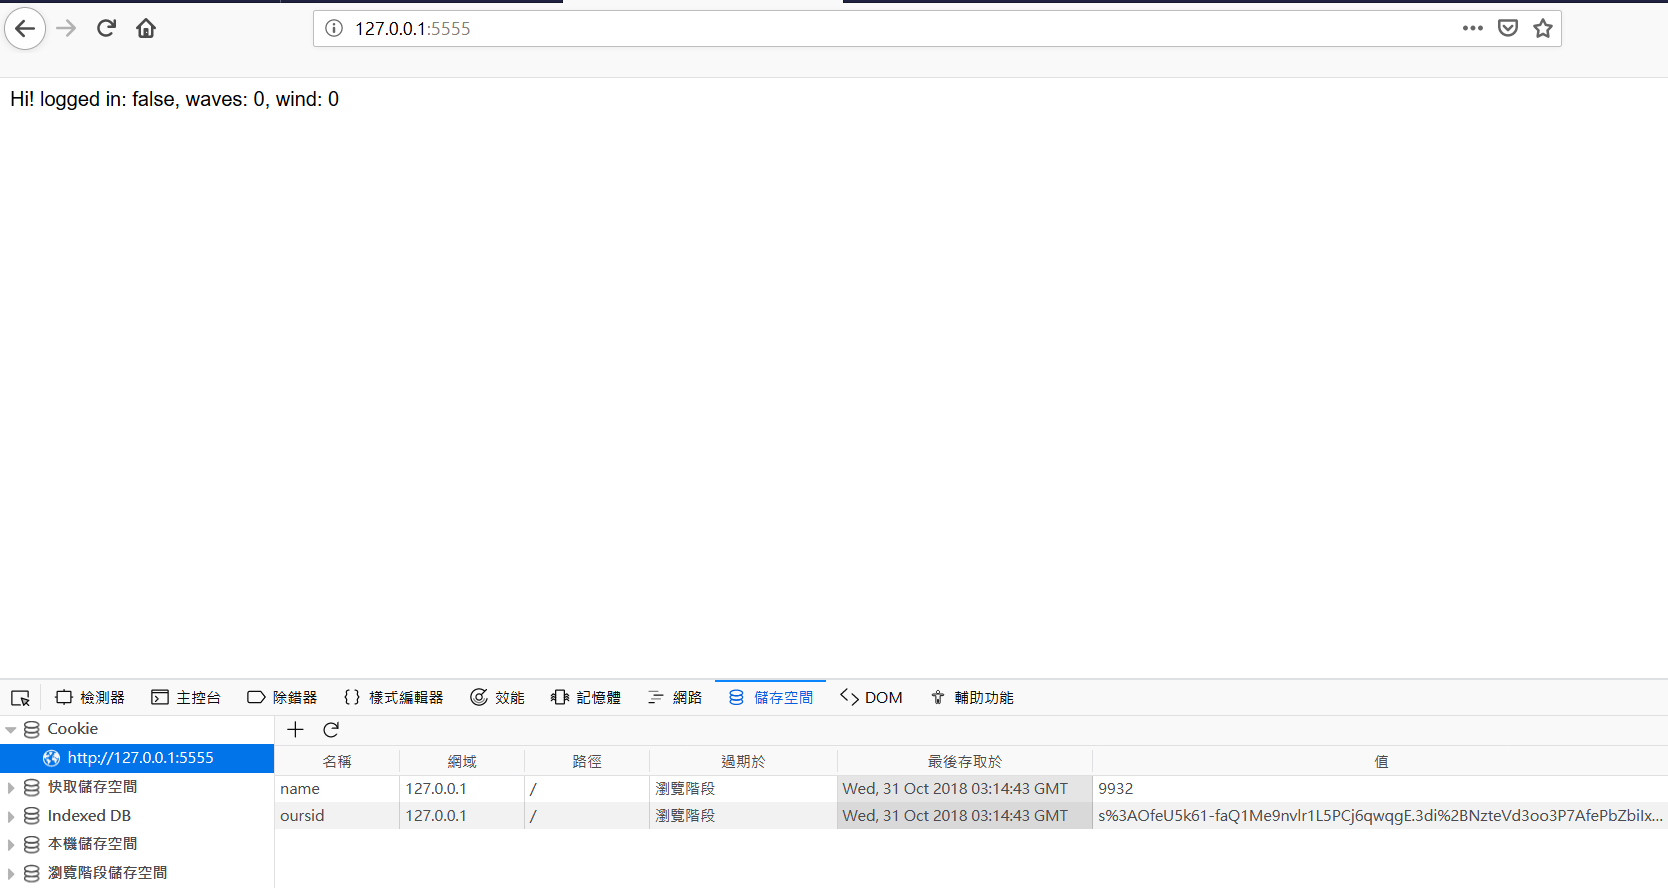 127.0.0.1:5555
Hi! logged in: false, waves: 0, wind: 0
檢測器 主控台 除錯器 {} 樣式編輯器 效能 記憶體 網路 儲存空間 DOM 輔助功能
Cookie
http://127.0.0.1:5555
快取儲存空間
Indexed DB
本機儲存空間
瀏覽階段儲存空間
名稱 網域 路徑 過期於 最後存取於 值
name 127.0.0.1 / 瀏覽階段 Wed, 31 Oct 2018 03:14:43 GMT 9932
oursid 127.0.0.1 / 瀏覽階段 Wed, 31 Oct 2018 03:14:43 GMT s%3AOfeU5k61-faQ1Me9nvlr1L5PCj6qwqgE.3di%2BNzteVd3oo3P7AfePbZbiIx...